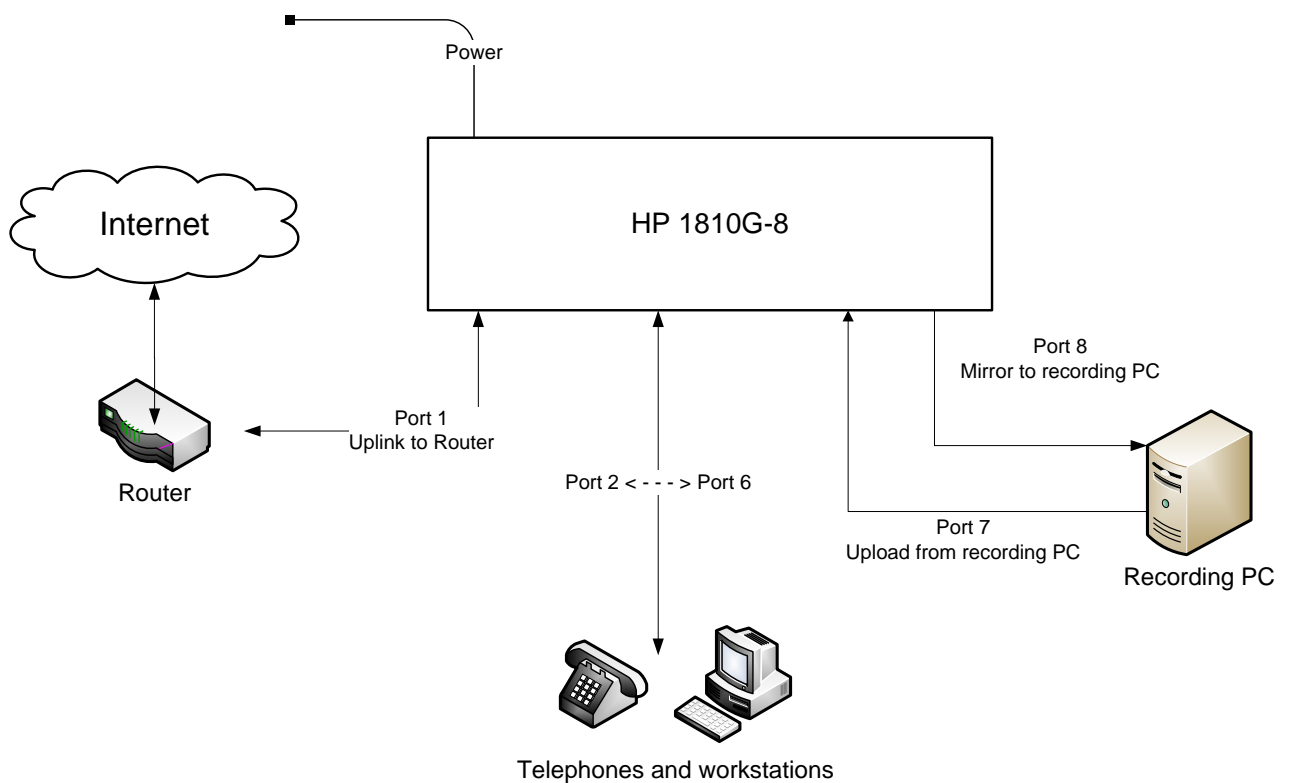 Power
Internet
HP 1810G-8
Port 8
Mirror to recording PC
Port 1
Uplink to Router
Router
Port 2 < - - - > Port 6
Port 7
Upload from recording PC
Recording PC
Telephones and workstations